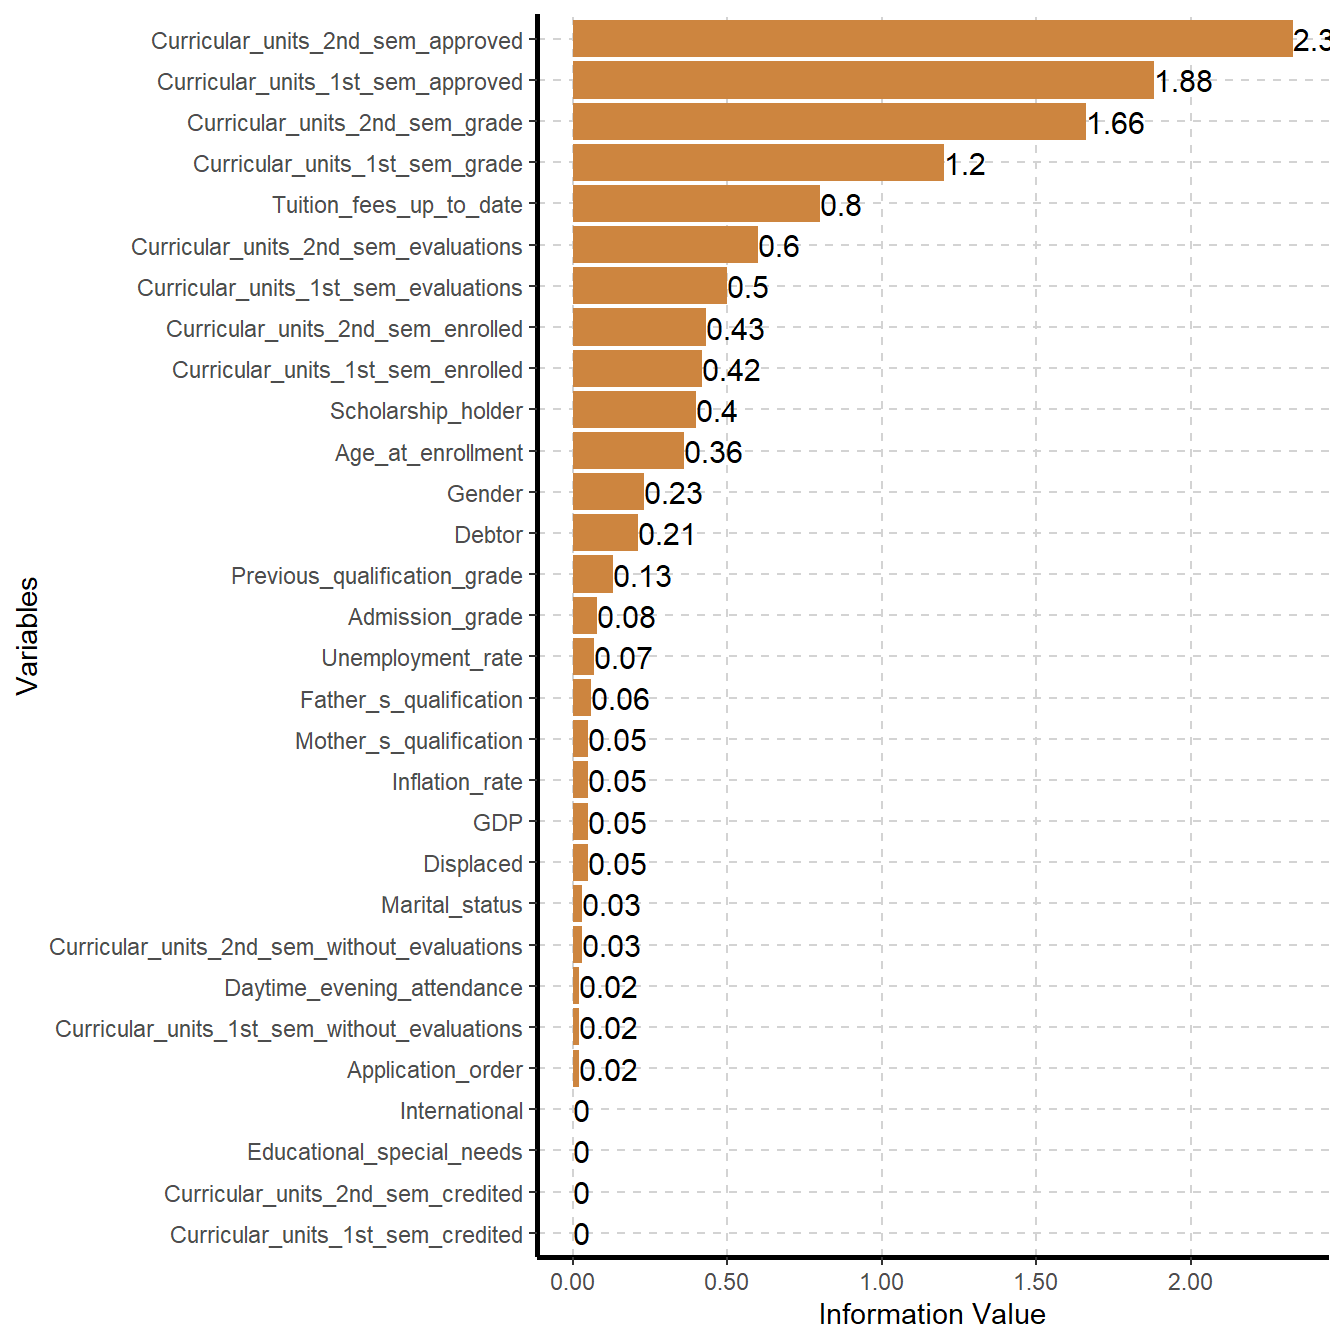 Curricular_units_2nd_sem_approved 2.3
Curricular_units_1st_sem_approved 1.88
Curricular_units_2nd_sem_grade 1.66
Curricular_units_1st_sem_grade 1.2
Tuition_fees_up_to_date 0.8
Curricular_units_2nd_sem_evaluations 0.6
Curricular_units_1st_sem_evaluations 0.5
Curricular_units_2nd_sem_enrolled 0.43
Curricular_units_1st_sem_enrolled 0.42
Scholarship_holder 0.4
Age_at_enrollment 0.36
Gender 0.23
Debtor 0.21
Previous_qualification_grade 0.13
Admission_grade 0.08
Unemployment_rate 0.07
Father_s_qualification 0.06
Mother_s_qualification 0.05
Inflation_rate 0.05
GDP 0.05
Displaced 0.05
Marital_status 0.03
Curricular_units_2nd_sem_without_evaluations 0.03
Daytime_evening_attendance 0.02
Curricular_units_1st_sem_without_evaluations 0.02
Application_order 0.02
International 0
Educational_special_needs 0
Curricular_units_2nd_sem_credited 0
Curricular_units_1st_sem_credited 0
Variables
0.00 0.50 1.00 1.50 2.00
Information Value